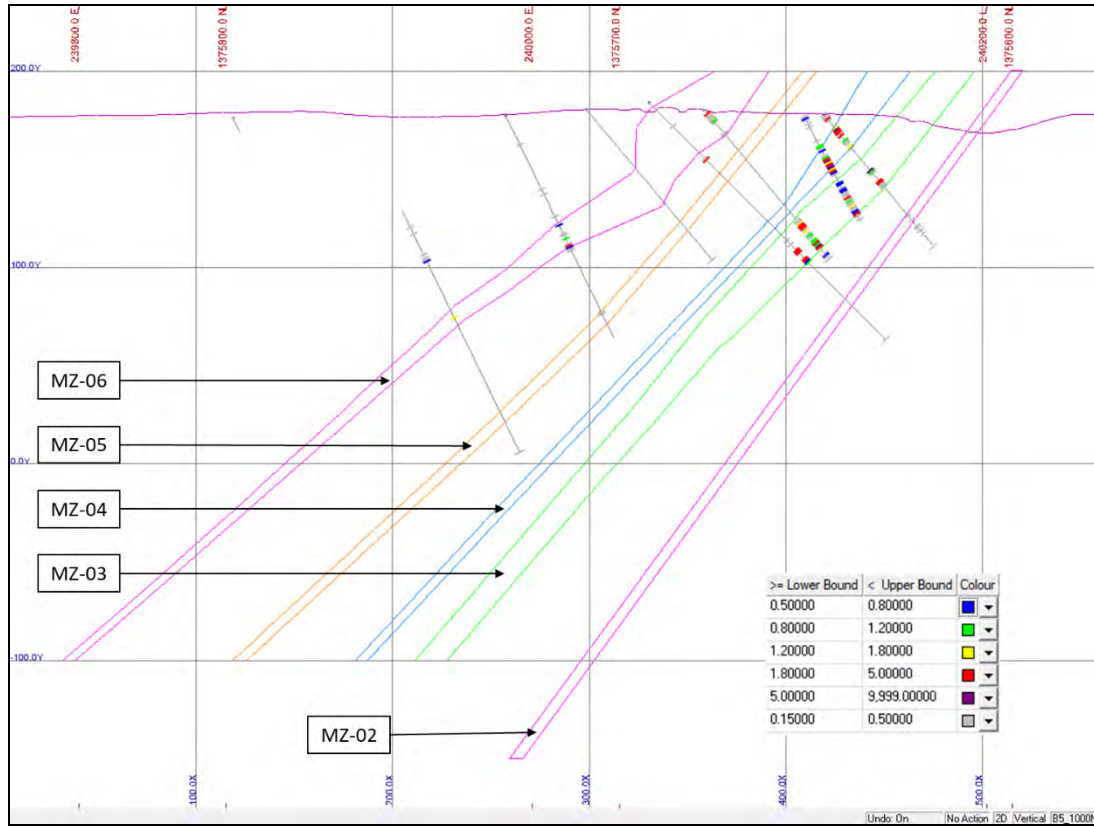 239800.0 E
1375800.0 N
240000.0 E
1375700.0 N
240200.0 E
1375600.0 N
200.0Y
100.0Y
MZ-06
MZ-05
0.0Y
MZ-04
MZ-03
>= Lower Bound < Upper Bound Colour
0.50000 0.80000
0.80000 1.20000
1.20000 1.80000
1.80000 5.00000
5.00000 9,999.00000
0.15000 0.50000
-100.0Y
MZ-02
100.0X
200.0X
300.0X
400.0X
500.0X
Undo: On No Action 2D Vertical B5_1000N